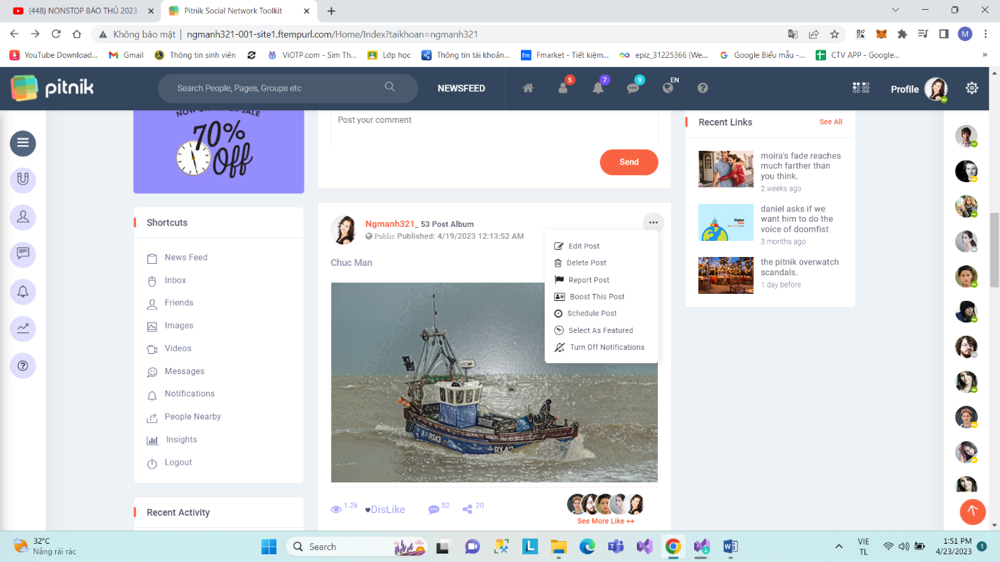 (448) NONSTOP BÁO THỦ 2023
Pitnik Social Network Toolkit
Không bảo mật | ngmanh321-001-site1.ftempurl.com/Home/Index?taikhoan=ngmanh321
M
YouTube Download...
Gmail
Thông tin sinh viên
ViOTP.com - Sim Th...
Lớp học
Thông tin tài khoản...
fm
Fmarket - Tiết kiệm...
epiz_31225366 (We...
Google Biểu mẫu -...
CTV APP - Google...
»
pitnik
Search People, Pages, Groups etc
NEWSFEED
5
7
9
EN
Profile
NOW OR NEVER SALE
70%
Off
Shortcuts
News Feed
Inbox
Friends
Images
Videos
Messages
Notifications
People Nearby
Insights
Logout
Recent Activity
Post your comment
Send
Ngmanh321_ 53 Post Album
Public Published: 4/19/2023 12:13:52 AM
Chuc Man
Edit Post
Delete Post
Report Post
Boost This Post
Schedule Post
Select As Featured
Turn Off Notifications
RX43
RX43
1.2k
DisLike
52
20
See More Like ++
Recent Links
See All
moira's fade reaches
much farther than
you think.
2 weeks ago
daniel asks if we
want him to do the
voice of doomfist
3 months ago
the pitnik overwatch
scandals.
1 day before
32°C
Nắng rải rác
Search
VIE
TL
1:51 PM
4/23/2023
1